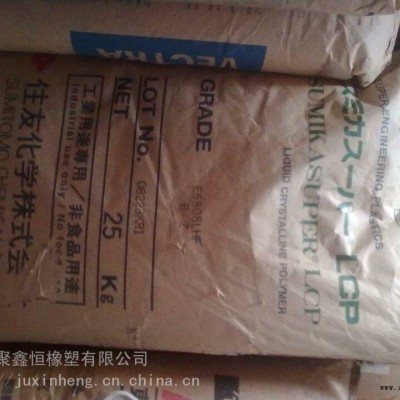 VECTRA
SUPER ENGINEERING PLASTICS
ミカスーパー LCP
SUMIKASUPER LCP
LIQUID CRYSTALLINE POLYMER
GRADE
LOT No.
NET 25 Kg
工業用途専用/非食品用途
Industrial use only / No food
住友化学株式会
SUMITOMO CHEMICA
聚鑫恒橡塑有限公司
juxinheng.cn.china.cn